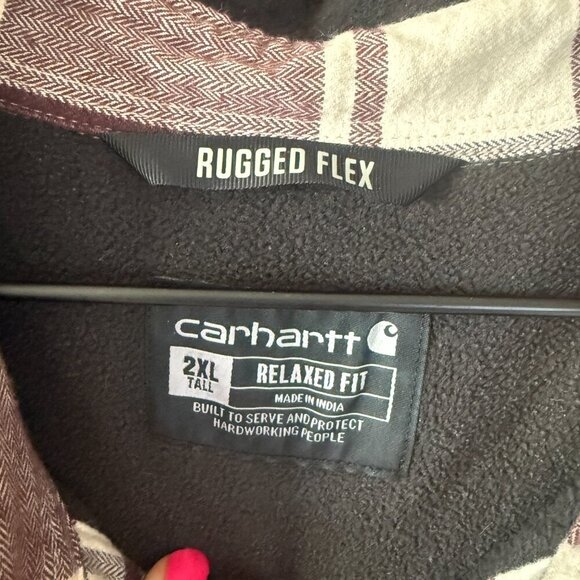 RUGGED FLEX
carhartt
2XL
TALL
RELAXED FIT
MADE IN INDIA
BUILT TO SERVE AND PROTECT
HARDWORKING PEOPLE